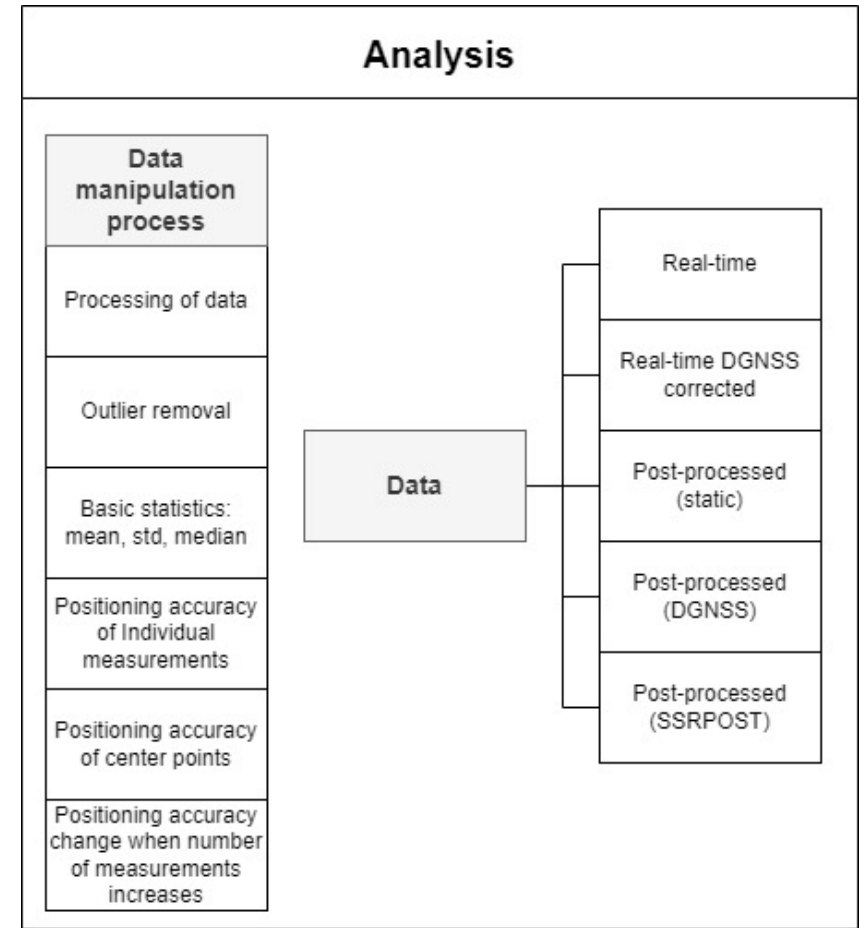 Analysis
Data
manipulation
process
Processing of data
Outlier removal
Basic statistics:
mean, std, median
Positioning accuracy
of Individual
measurements
Positioning accuracy
of center points
Positioning accuracy
change when number
of measurements
increases
Data
Real-time
Real-time DGNSS
corrected
Post-processed
(static)
Post-processed
(DGNSS)
Post-processed
(SSRPOST)